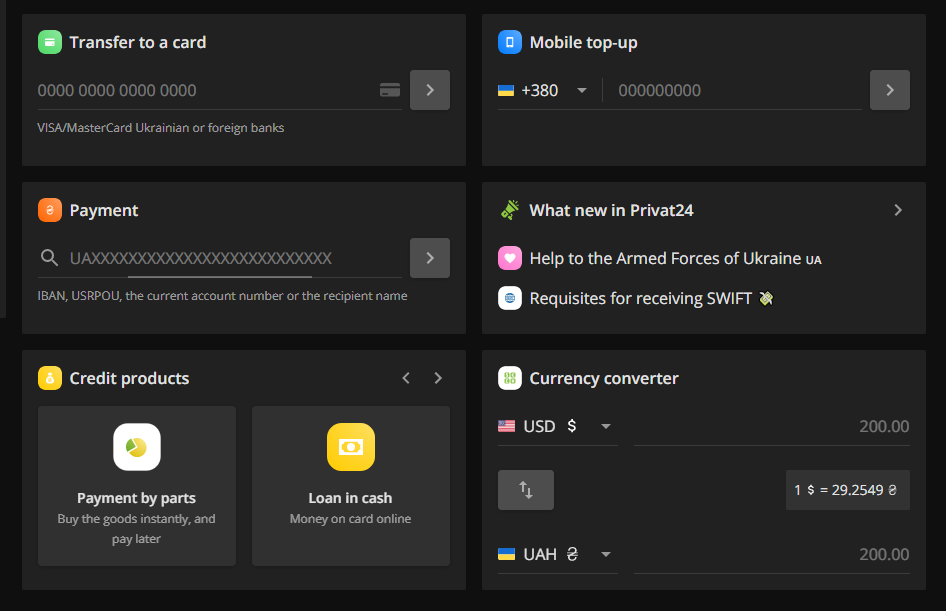 Transfer to a card
0000 0000 0000 0000
VISA/MasterCard Ukrainian or foreign banks
Mobile top-up
+380 000000000
Payment
UAXXXXXXXXXXXXXXXXXXXXXXXXXXX
IBAN, USRPOU, the current account number or the recipient name
What new in Privat24
Help to the Armed Forces of Ukraine UA
Requisites for receiving SWIFT 💸
Credit products
Payment by parts
Buy the goods instantly, and
pay later
Loan in cash
Money on card online
Currency converter
USD $ 200.00
1 $ = 29.2549 ₴
UAH ₴ 200.00